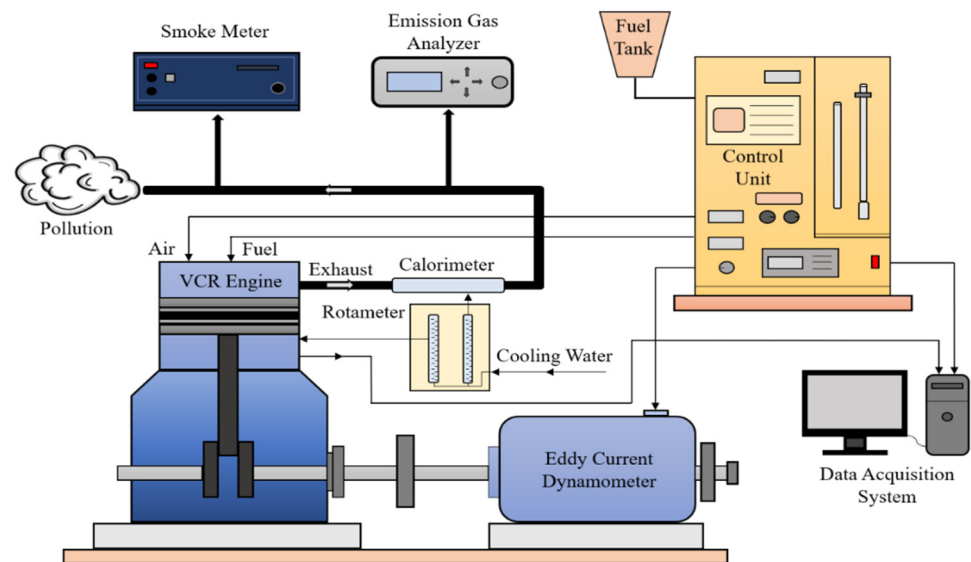 Smoke Meter
Emission Gas
Analyzer
Fuel
Tank
Control
Unit
Pollution
Air
Fuel
VCR Engine
Exhaust
Calorimeter
Rotameter
Cooling Water
Eddy Current
Dynamometer
Data Acquisition
System